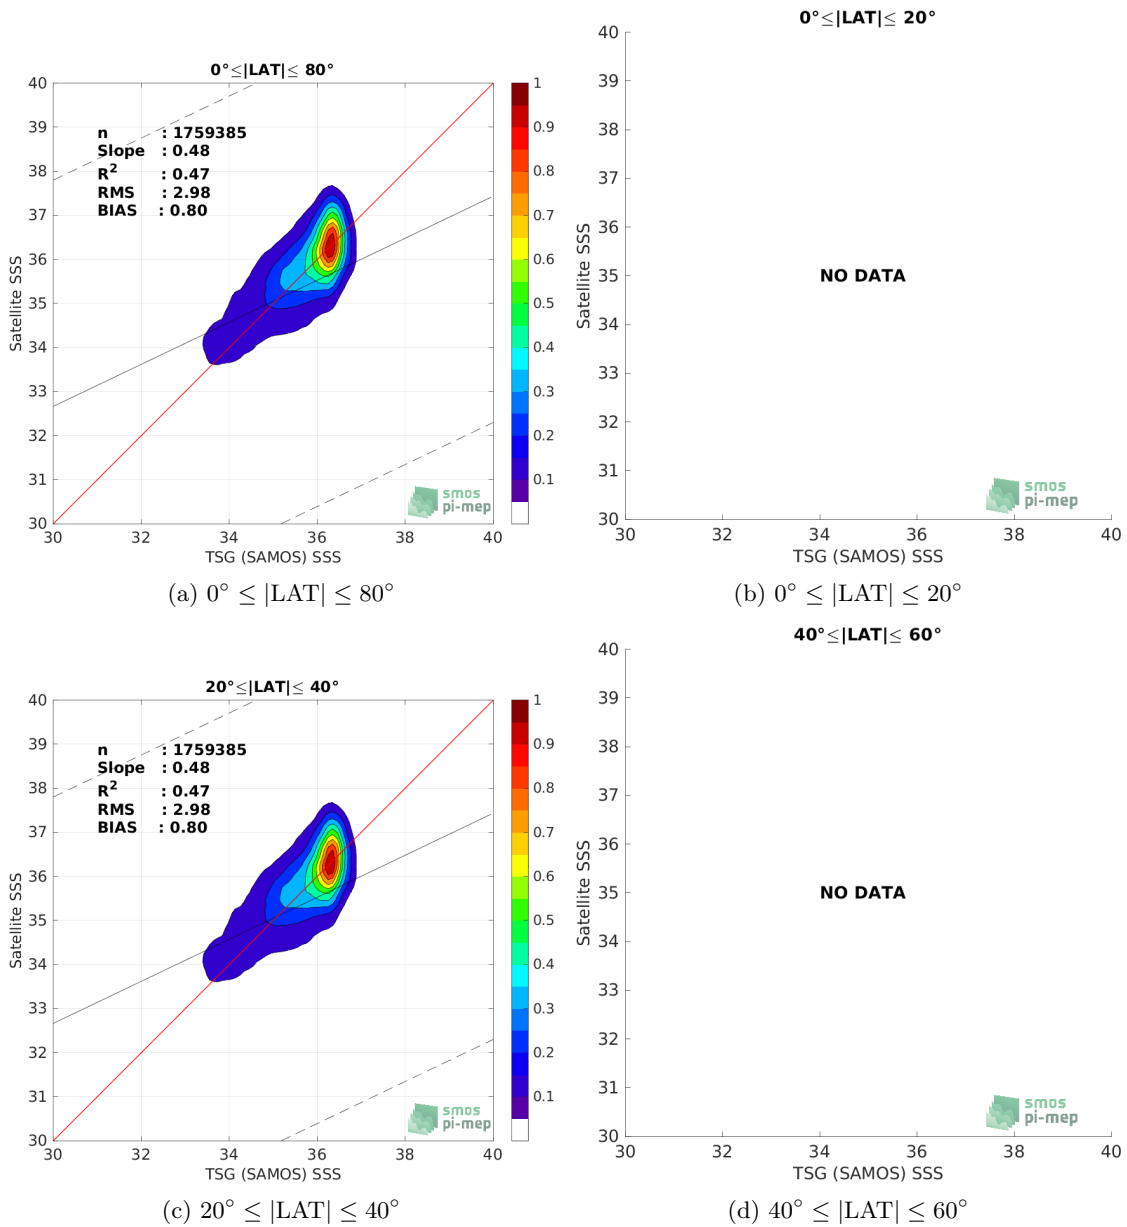 0°≤|LAT|≤ 80°
40
39
38
37
36
35
34
33
32
31
30
Satellite SSS
n : 1759385
Slope : 0.48
R² : 0.47
RMS : 2.98
BIAS : 0.80
smos
pi-mep
30 32 34 36 38 40
TSG (SAMOS) SSS
1
0.9
0.8
0.7
0.6
0.5
0.4
0.3
0.2
0.1
(a) 0° ≤ |LAT| ≤ 80°
0°≤|LAT|≤ 20°
40
39
38
37
36
35
34
33
32
31
30
Satellite SSS
NO DATA
smos
pi-mep
30 32 34 36 38 40
TSG (SAMOS) SSS
(b) 0° ≤ |LAT| ≤ 20°
20°≤|LAT|≤ 40°
40
39
38
37
36
35
34
33
32
31
30
Satellite SSS
n : 1759385
Slope : 0.48
R² : 0.47
RMS : 2.98
BIAS : 0.80
smos
pi-mep
30 32 34 36 38 40
TSG (SAMOS) SSS
1
0.9
0.8
0.7
0.6
0.5
0.4
0.3
0.2
0.1
(c) 20° ≤ |LAT| ≤ 40°
40°≤|LAT|≤ 60°
40
39
38
37
36
35
34
33
32
31
30
Satellite SSS
NO DATA
smos
pi-mep
30 32 34 36 38 40
TSG (SAMOS) SSS
(d) 40° ≤ |LAT| ≤ 60°